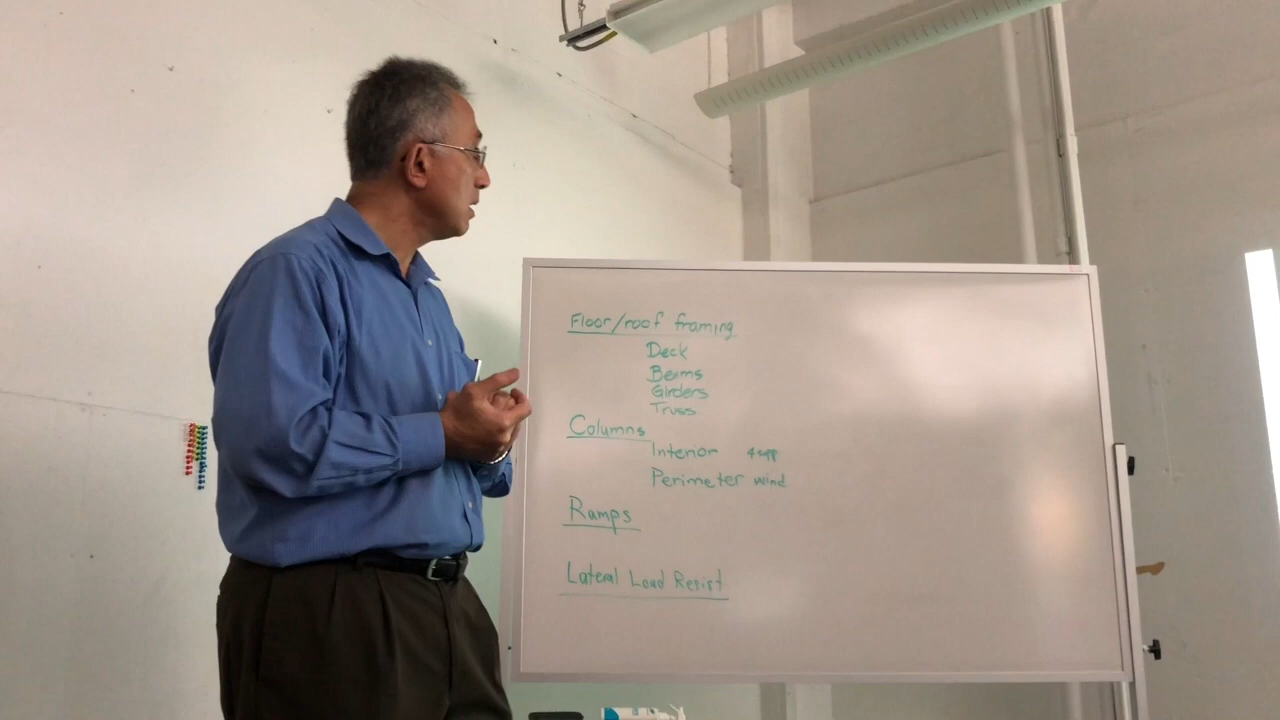 Floor/roof framing
Deck
Beams
Girders
Truss
Columns
Interior
Perimeter wind
Ramps
Lateral Load Resist